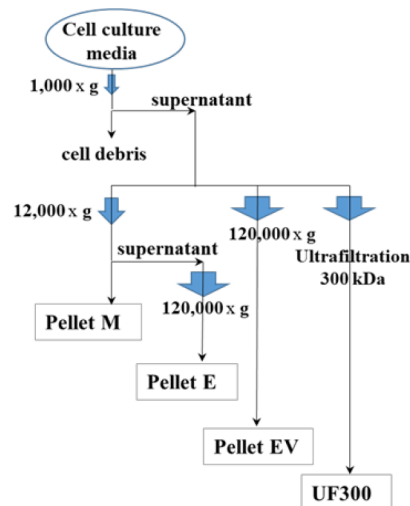 Cell culture
media
1,000 x g
supernatant
cell debris
12,000 x g
supernatant
120,000 x g
Pellet M
Pellet E
120,000 x g
Pellet EV
Ultrafiltration
300 kDa
UF300